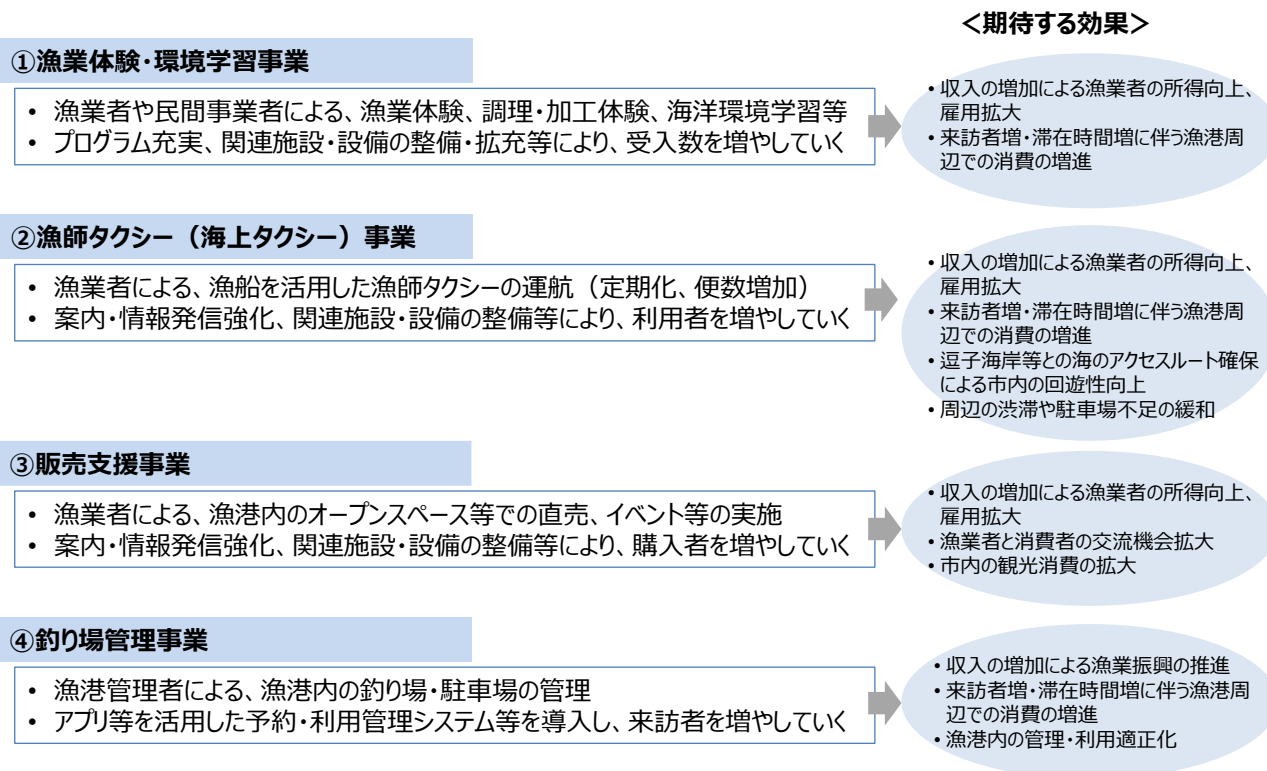 ＜期待する効果＞
①漁業体験・環境学習事業
• 漁業者や民間事業者による、漁業体験、調理・加工体験、海洋環境学習等
• プログラム充実、関連施設・設備の整備・拡充等により、受入数を増やしていく
• 収入の増加による漁業者の所得向上、
雇用拡大
• 来訪者増・滞在時間増に伴う漁港周
辺での消費の増進
②漁師タクシー（海上タクシー）事業
• 漁業者による、漁船を活用した漁師タクシーの運航（定期化、便数増加）
• 案内・情報発信強化、関連施設・設備の整備等により、利用者を増やしていく
• 収入の増加による漁業者の所得向上、
雇用拡大
• 来訪者増・滞在時間増に伴う漁港周
辺での消費の増進
• 逗子海岸等との海のアクセスルート確保
による市内の回遊性向上
• 周辺の渋滞や駐車場不足の緩和
③販売支援事業
• 漁業者による、漁港内のオープンスペース等での直売、イベント等の実施
• 案内・情報発信強化、関連施設・設備の整備等により、購入者を増やしていく
• 収入の増加による漁業者の所得向上、
雇用拡大
• 漁業者と消費者の交流機会拡大
• 市内の観光消費の拡大
④釣り場管理事業
• 漁港管理者による、漁港内の釣り場・駐車場の管理
• アプリ等を活用した予約・利用管理システム等を導入し、来訪者を増やしていく
• 収入の増加による漁業振興の推進
• 来訪者増・滞在時間増に伴う漁港周
辺での消費の増進
• 漁港内の管理・利用適正化